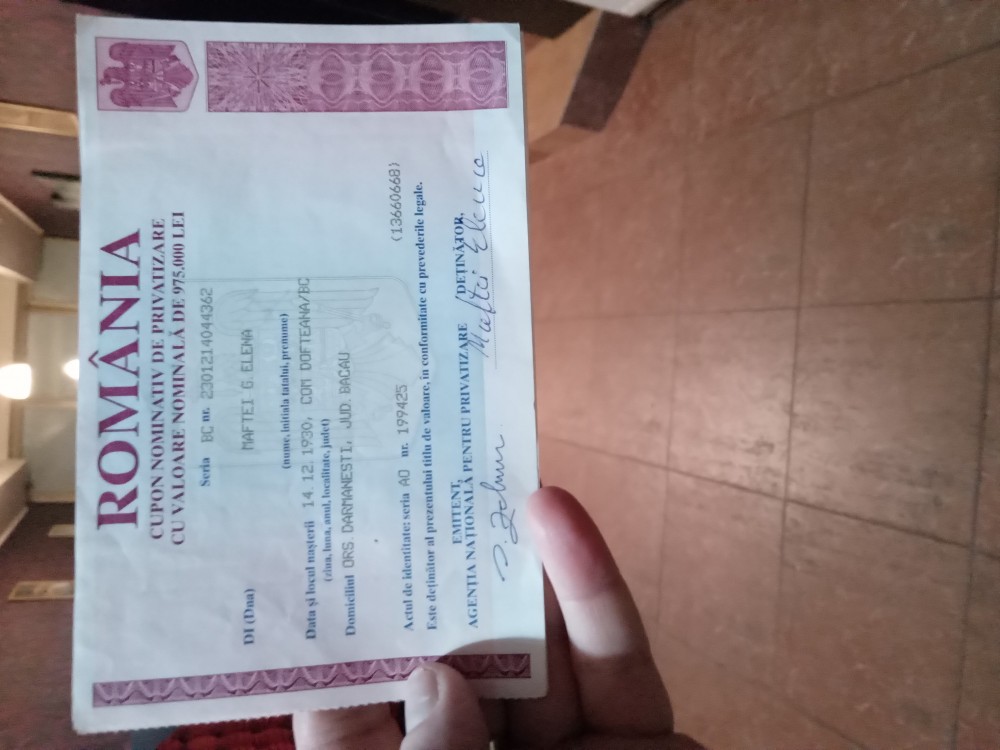 ROMÂNIA
CUPON NOMINATIV DE PRIVATIZARE
CU VALOARE NOMINALĂ DE 975.000 LEI
Seria BC nr. 2301214044362
Dl (Dna) MAFTEI G. ELENA
(nume, inițiala tatălui, prenume)
Data și locul nașterii 14.12.1930, COM DOFTEANA/BC
(ziua, luna, anul, localitate, județ)
Domiciliul ORS. DARMANESTI, JUD. BACAU
(13660668)
Actul de identitate: seria AO nr. 199425
Este deținător al prezentului titlu de valoare, în conformitate cu prevederile legale.
EMITENT,
AGENȚIA NAȚIONALĂ PENTRU PRIVATIZARE DEȚINĂTOR,
Maftei Elena